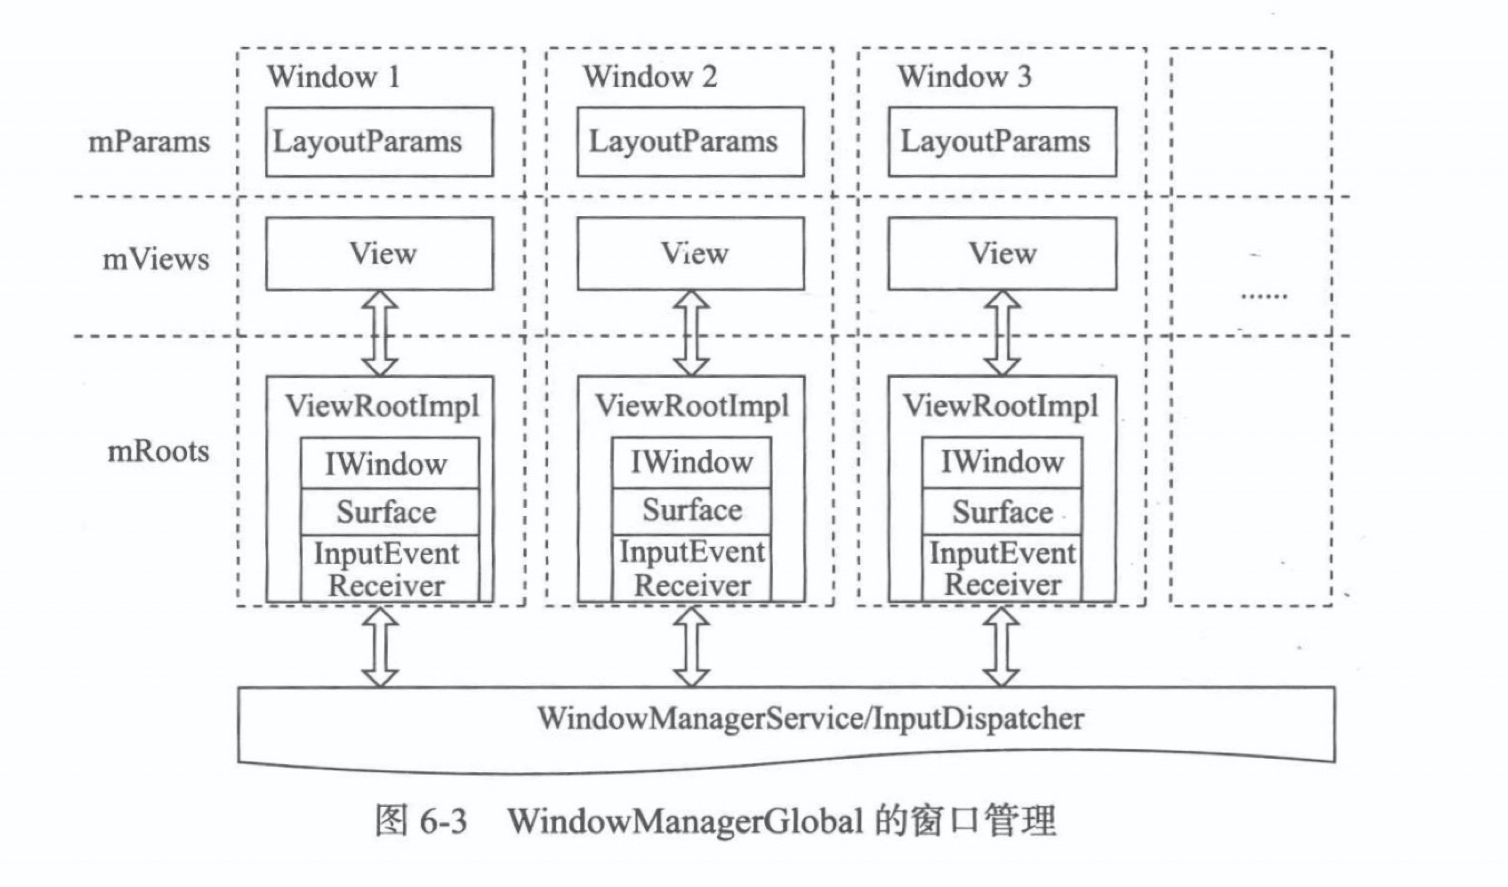 Window 1 Window 2 Window 3
mParams LayoutParams LayoutParams LayoutParams
mViews View View View
......
ViewRootImpl ViewRootImpl ViewRootImpl
mRoots IWindow IWindow IWindow
Surface Surface Surface
InputEvent InputEvent InputEvent
Receiver Receiver Receiver
WindowManagerService/InputDispatcher
图 6-3 WindowManagerGlobal 的窗口管理